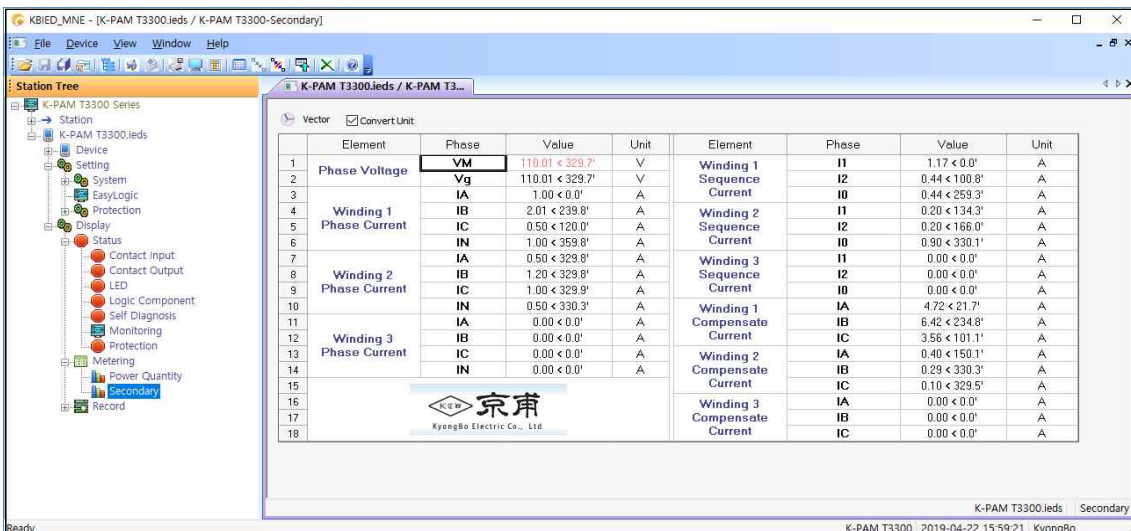 KBIED_MNE - [K-PAM T3300.ieds / K-PAM T3300-Secondary]
File Device View Window Help
Station Tree
K-PAM T3300.ieds / K-PAM T3...
K-PAM T3300 Series
Station
K-PAM T3300.ieds
Device
Setting
System
EasyLogic
Protection
Display
Status
Contact Input
Contact Output
LED
Logic Component
Self Diagnosis
Monitoring
Protection
Metering
Power Quantity
Secondary
Record
Vector Convert Unit
Element Phase Value Unit Element Phase Value Unit
1 Phase Voltage VM 110.01 < 329.7' V Winding 1 Sequence Current I1 1.17 < 0.0' A
2 Vg 110.01 < 329.7' V I2 0.44 < 100.8' A
3 Winding 1 Phase Current IA 1.00 < 0.0' A I0 0.44 < 259.3' A
4 IB 2.01 < 239.8' A Winding 2 Sequence Current I1 0.20 < 134.3' A
5 IC 0.50 < 120.0' A I2 0.20 < 166.0' A
6 IN 1.00 < 359.8' A I0 0.90 < 330.1' A
7 Winding 2 Phase Current IA 0.50 < 329.8' A Winding 3 Sequence Current I1 0.00 < 0.0' A
8 IB 1.20 < 329.8' A I2 0.00 < 0.0' A
9 IC 1.00 < 329.9' A I0 0.00 < 0.0' A
10 IN 0.50 < 330.3' A Winding 1 Compensate Current IA 4.72 < 21.7' A
11 Winding 3 Phase Current IA 0.00 < 0.0' A IB 6.42 < 234.8' A
12 IB 0.00 < 0.0' A IC 3.56 < 101.1' A
13 IC 0.00 < 0.0' A Winding 2 Compensate Current IA 0.40 < 150.1' A
14 IN 0.00 < 0.0' A IB 0.29 < 330.3' A
15 IC 0.10 < 329.5' A
16 Winding 3 Compensate Current IA 0.00 < 0.0' A
17 IB 0.00 < 0.0' A
18 IC 0.00 < 0.0' A
KEW 京甫
KyongBo Electric Co., Ltd
K-PAM T3300.ieds Secondary
Ready K-PAM T3300 2019-04-22 15:59:21 KyongBo